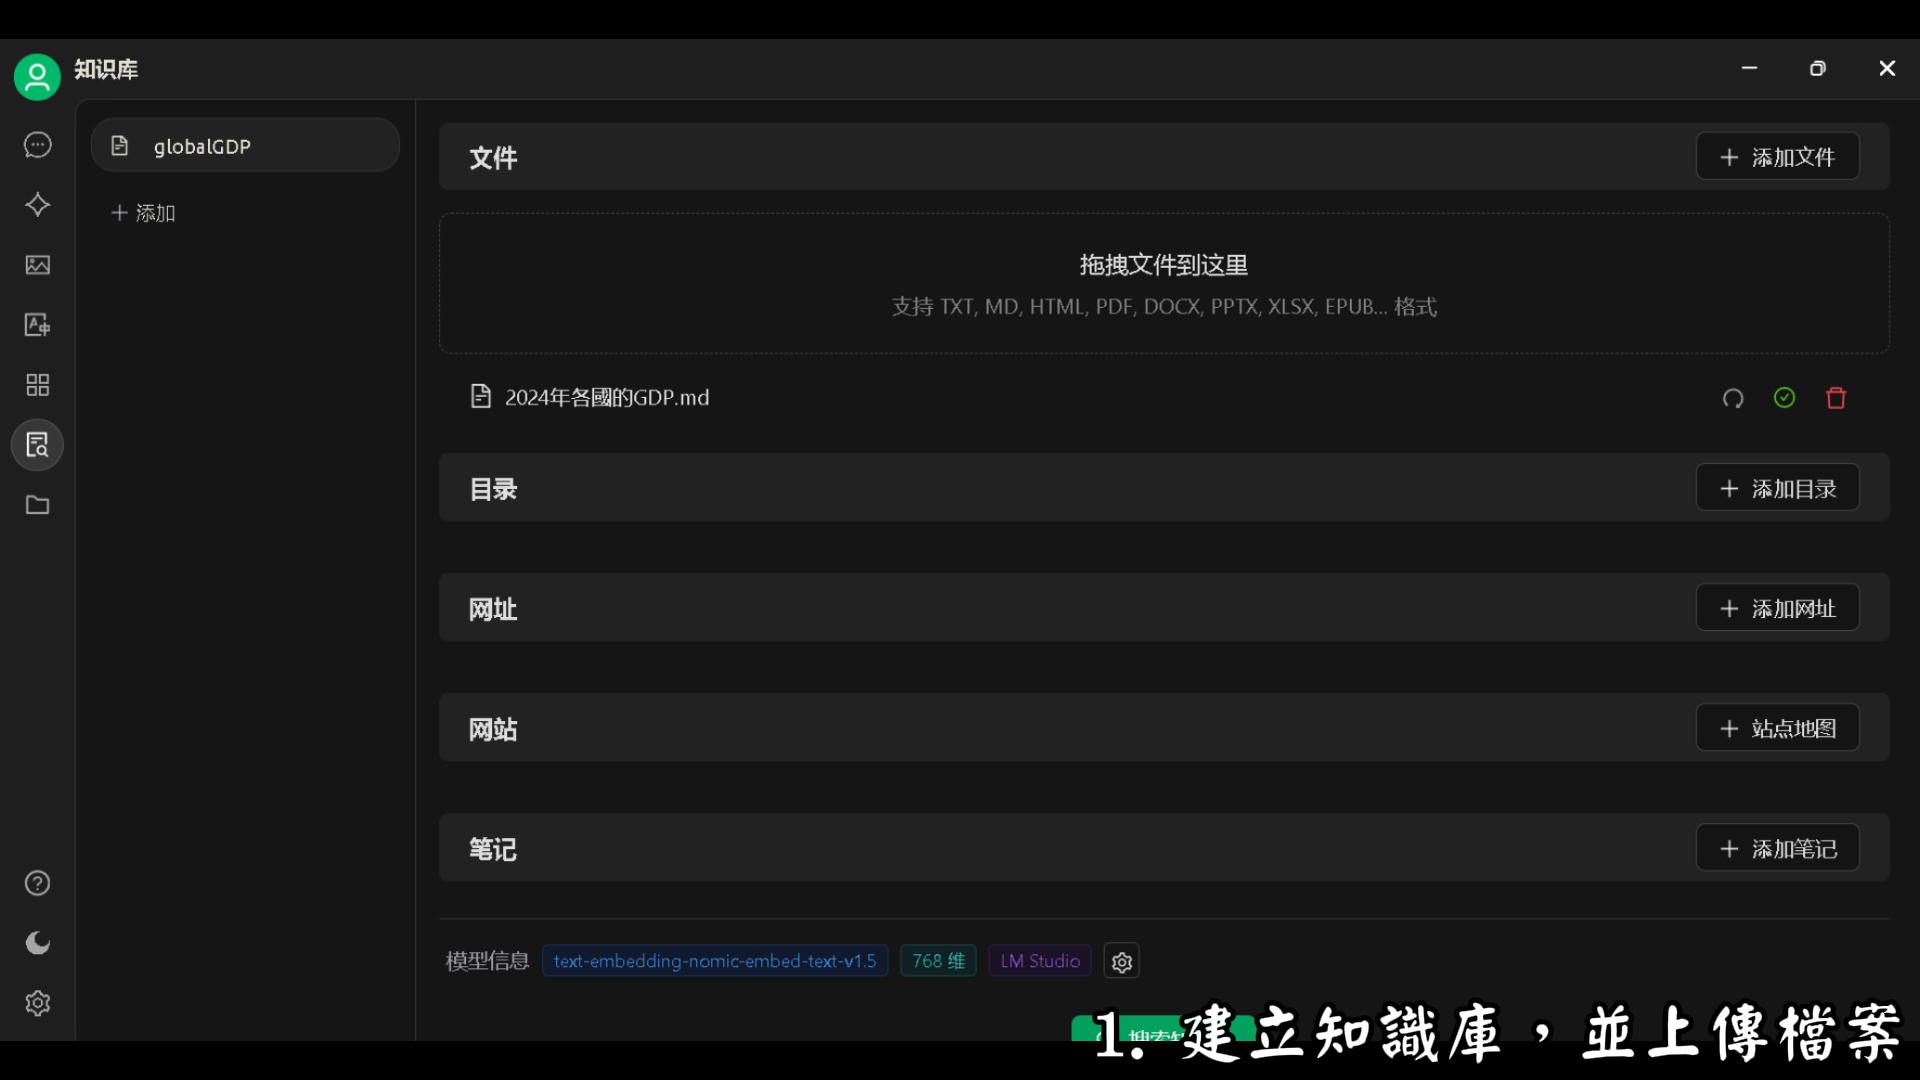 知识库
globalGDP
添加
文件
添加文件
拖拽文件到这里
支持 TXT, MD, HTML, PDF, DOCX, PPTX, XLSX, EPUB... 格式
2024年各國的GDP.md
目录
添加目录
网址
添加网址
网站
站点地图
笔记
添加笔记
模型信息 text-embedding-nomic-embed-text-v1.5 768 维 LM Studio
1. 建立知識庫，並上傳檔案